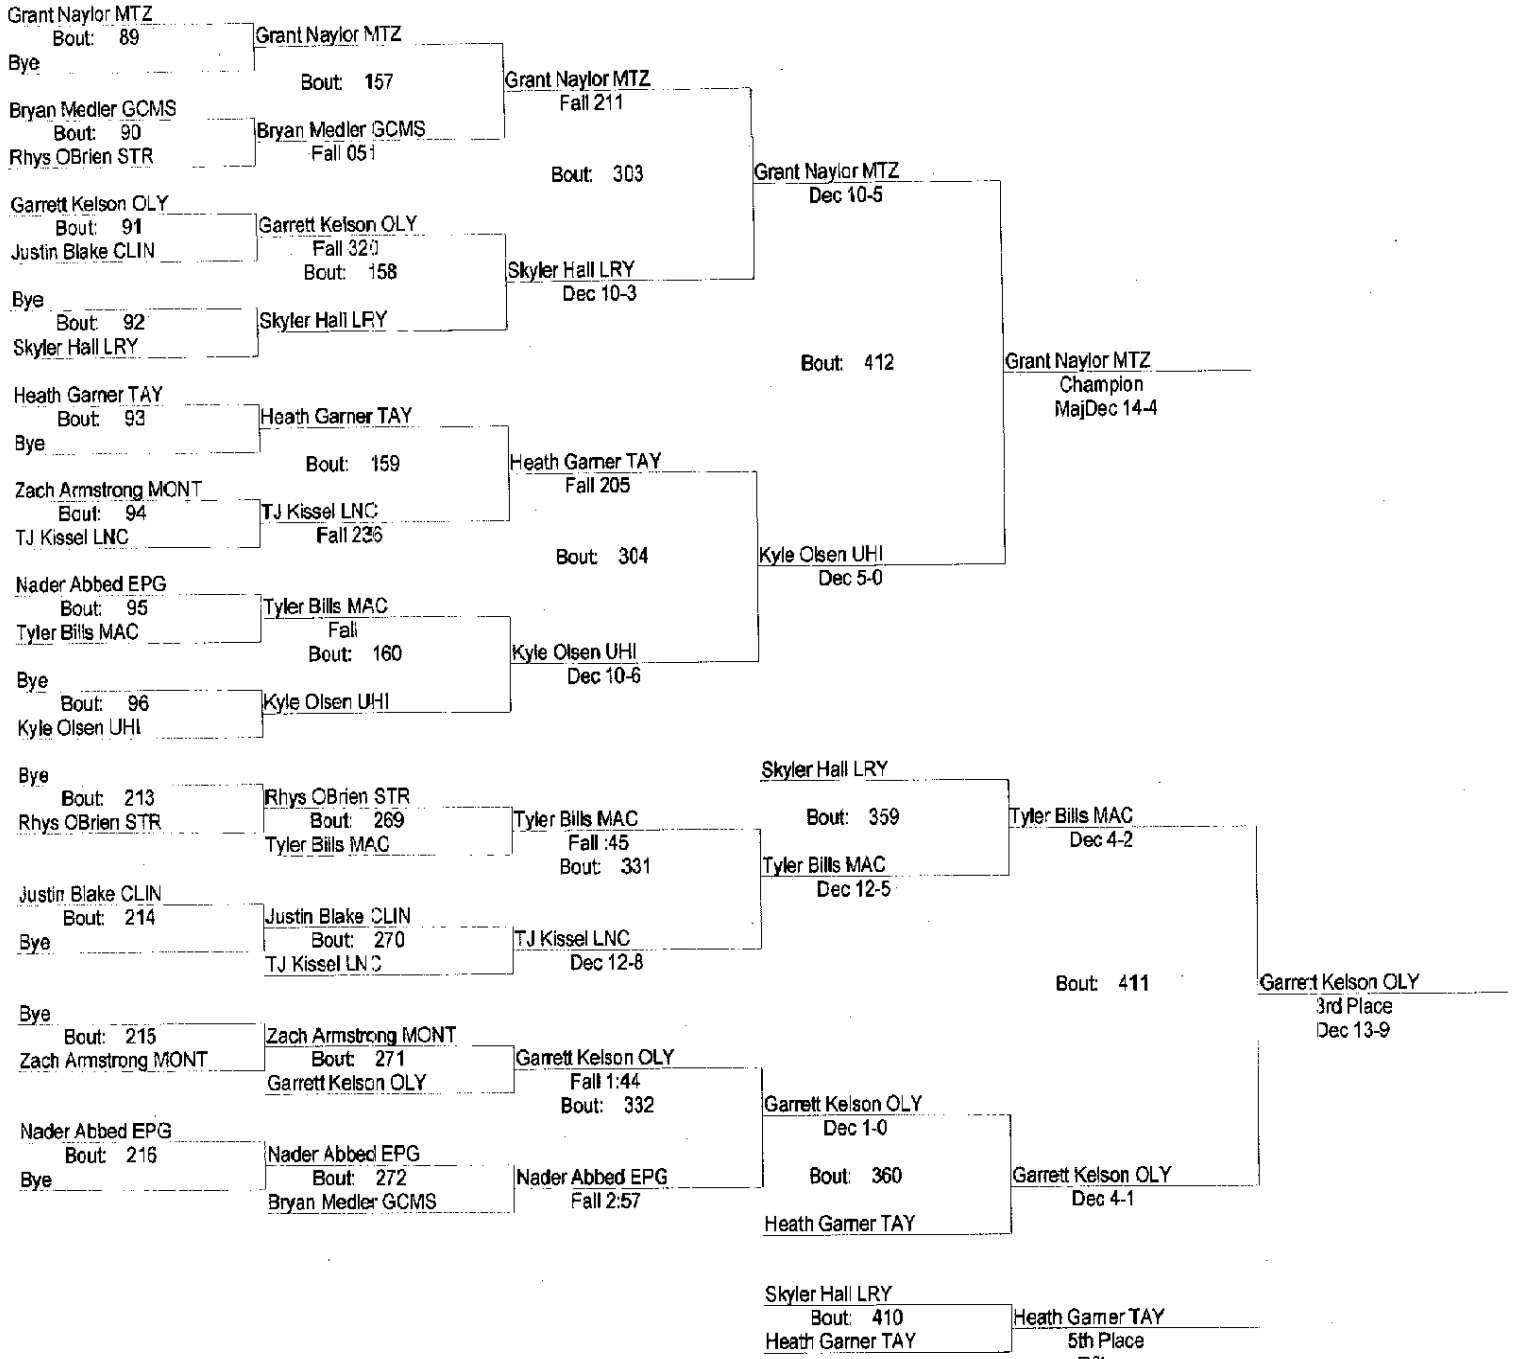 Grant Naylor MTZ
Bout: 89
Bye
Grant Naylor MTZ
Bout: 157
Bryan Medler GCMS
Bout: 90
Rhys OBrien STR
Bryan Medler GCMS
Fall 051
Grant Naylor MTZ
Fall 211
Bout: 303
Garrett Kelson OLY
Bout: 91
Justin Blake CLIN
Garrett Kelson OLY
Fall 320
Bout: 158
Bye
Bout: 92
Skyler Hall LRY
Skyler Hall LRY
Skyler Hall LRY
Dec 10-3
Grant Naylor MTZ
Dec 10-5
Bout: 412
Heath Garner TAY
Bout: 93
Bye
Heath Garner TAY
Bout: 159
Zach Armstrong MONT
Bout: 94
TJ Kissel LNC
TJ Kissel LNC
Fall 236
Heath Garner TAY
Fall 205
Bout: 304
Nader Abbed EPG
Bout: 95
Tyler Bills MAC
Tyler Bills MAC
Fall
Bout: 160
Bye
Bout: 96
Kyle Olsen UHI
Kyle Olsen UHI
Kyle Olsen UHI
Dec 10-6
Kyle Olsen UHI
Dec 5-0
Grant Naylor MTZ
Champion
MajDec 14-4
Bye
Bout: 213
Rhys OBrien STR
Rhys OBrien STR
Bout: 269
Tyler Bills MAC
Tyler Bills MAC
Fall :45
Bout: 331
Justin Blake CLIN
Bout: 214
Bye
Justin Blake CLIN
Bout: 270
TJ Kissel LNC
TJ Kissel LNC
Dec 12-8
Skyler Hall LRY
Bout: 359
Tyler Bills MAC
Dec 12-5
Tyler Bills MAC
Dec 4-2
Bout: 411
Bye
Bout: 215
Zach Armstrong MONT
Zach Armstrong MONT
Bout: 271
Garrett Kelson OLY
Garrett Kelson OLY
Fall 1:44
Bout: 332
Nader Abbed EPG
Bout: 216
Bye
Nader Abbed EPG
Bout: 272
Bryan Medler GCMS
Nader Abbed EPG
Fall 2:57
Garrett Kelson OLY
Dec 1-0
Bout: 360
Heath Garner TAY
Garrett Kelson OLY
Dec 4-1
Garrett Kelson OLY
3rd Place
Dec 13-9
Skyler Hall LRY
Bout: 410
Heath Garner TAY
Heath Garner TAY
5th Place